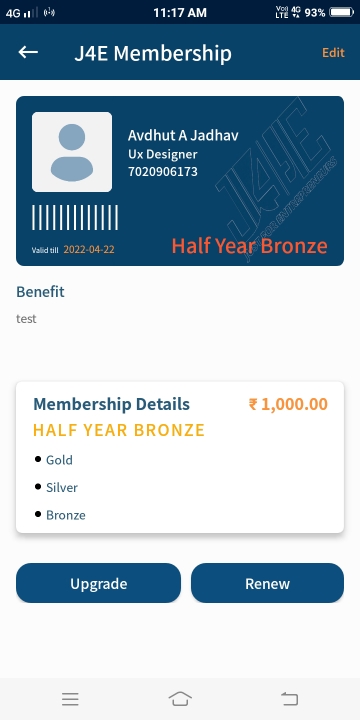 4G 11:17 AM VoLTE 4G 93%
J4E Membership Edit
J4E
Avdhut A Jadhav
Ux Designer
7020906173
Valid till 2022-04-22
Half Year Bronze
Benefit
test
Membership Details ₹ 1,000.00
HALF YEAR BRONZE
Gold
Silver
Bronze
Upgrade Renew